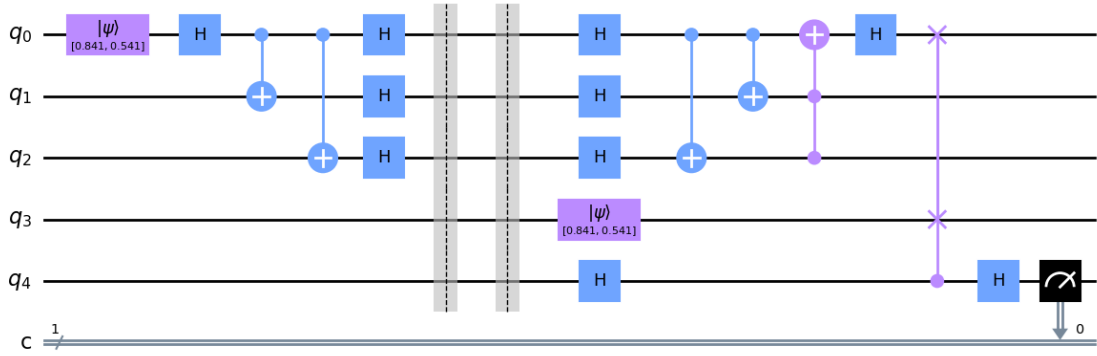 q0 |ψ⟩ H H H H
[0.841, 0.541]
q1 H H
q2 H H
q3 |ψ⟩
[0.841, 0.541]
q4 H H
1 0
c